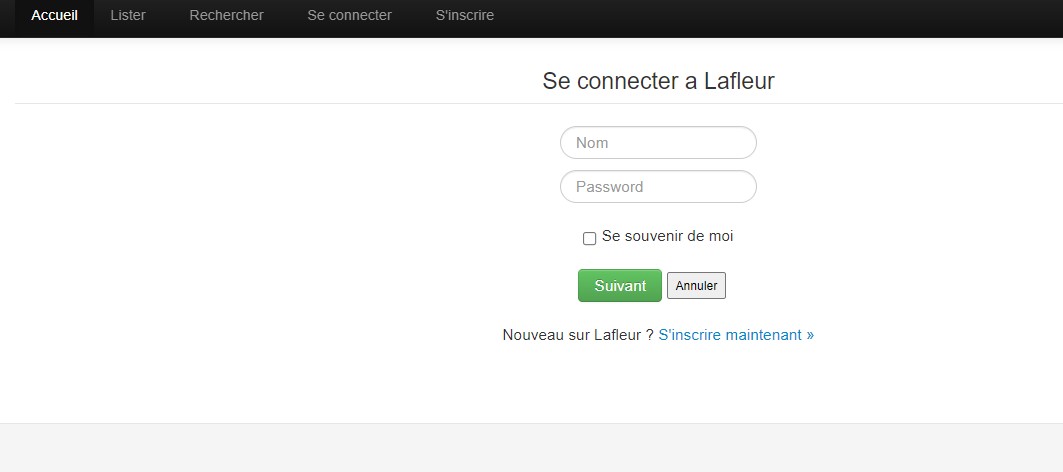 Accueil Lister Rechercher Se connecter S'inscrire
Se connecter a Lafleur
Nom
Password
Se souvenir de moi
Suivant Annuler
Nouveau sur Lafleur ? S'inscrire maintenant »